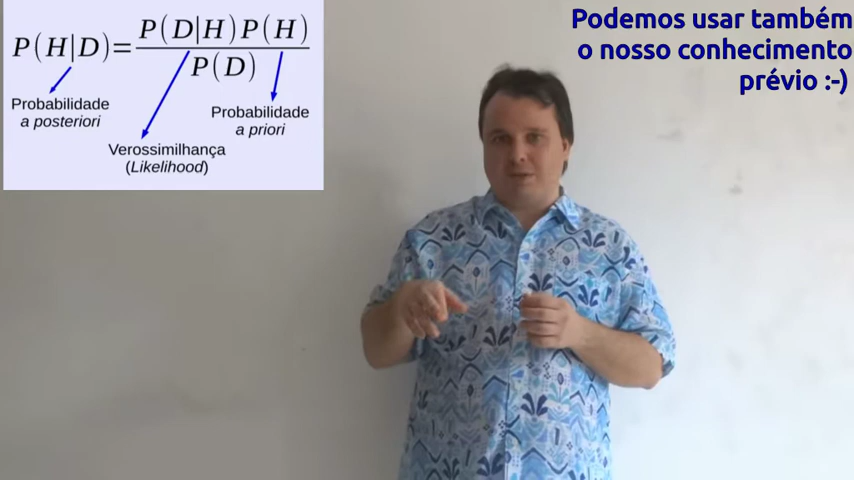 P(H|D)=P(D|H)P(H)/P(D)
Probabilidade
a posteriori
Verossimilhança
(Likelihood)
Probabilidade
a priori
Podemos usar também
o nosso conhecimento
prévio :-)